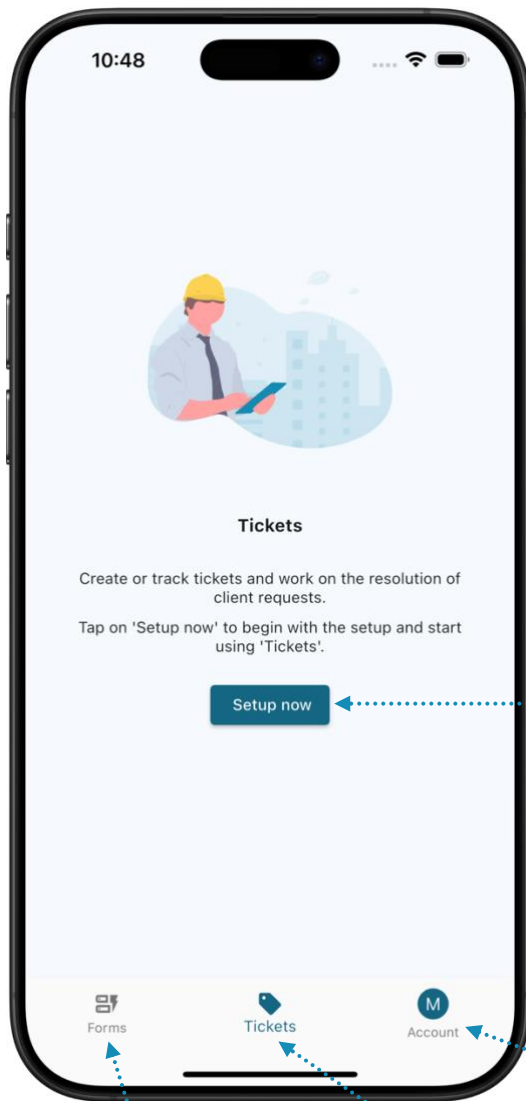 10:48
Tickets
Create or track tickets and work on the resolution of
client requests.
Tap on 'Setup now' to begin with the setup and start
using 'Tickets'.
Setup now
M
Forms
Tickets
Account